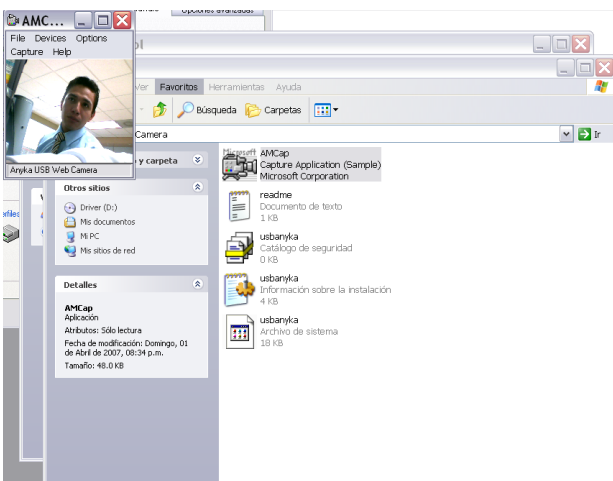 Opciones avanzadas
AMC...
File Devices Options
Capture Help
Ver Favoritos Herramientas Ayuda
Búsqueda Carpetas
Camera
Ir
Anyka USB Web Camera
y carpeta
Otros sitios
Driver (D:)
Mis documentos
Mi PC
Mis sitios de red
Detalles
AMCap
Aplicación
Atributos: Sólo lectura
Fecha de modificación: Domingo, 01
de Abril de 2007, 08:34 p.m.
Tamaño: 48.0 KB
Microsoft
AMCap
Capture Application (Sample)
Microsoft Corporation
readme
Documento de texto
1 KB
usbanyka
Catálogo de seguridad
0 KB
usbanyka
Información sobre la instalación
4 KB
usbanyka
Archivo de sistema
18 KB